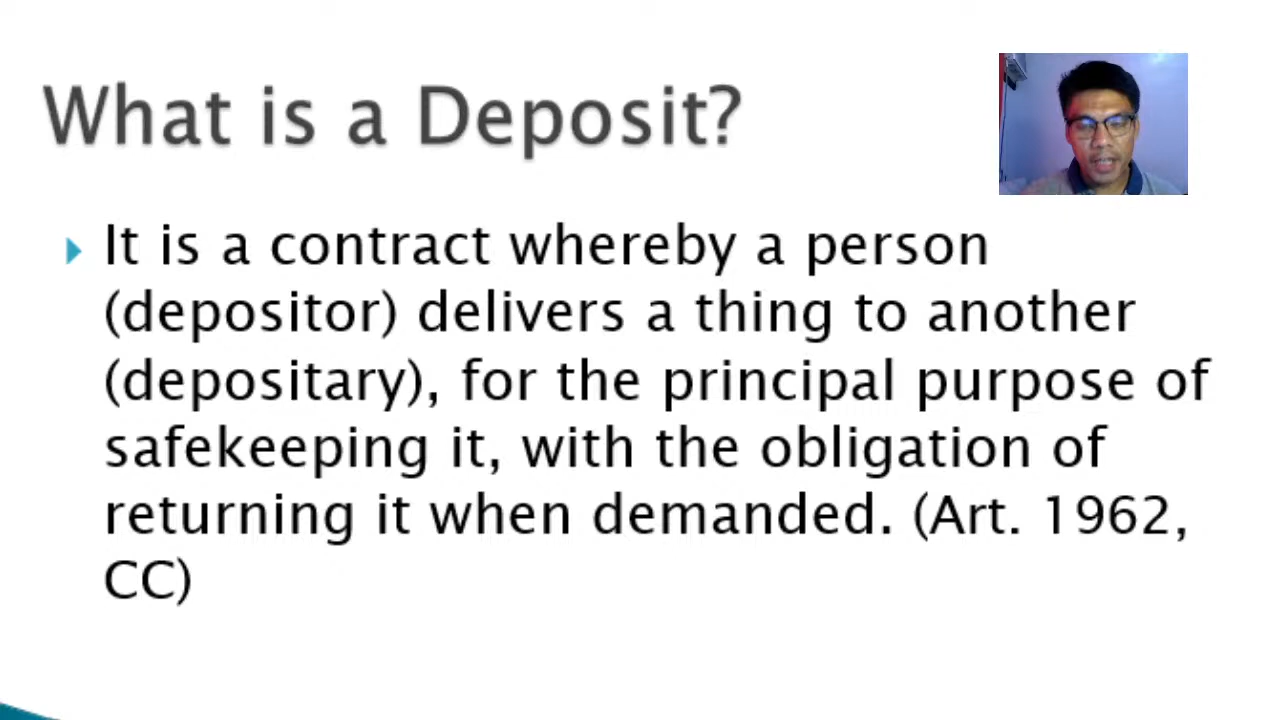 What is a Deposit?
It is a contract whereby a person
(depositor) delivers a thing to another
(depositary), for the principal purpose of
safekeeping it, with the obligation of
returning it when demanded. (Art. 1962,
CC)